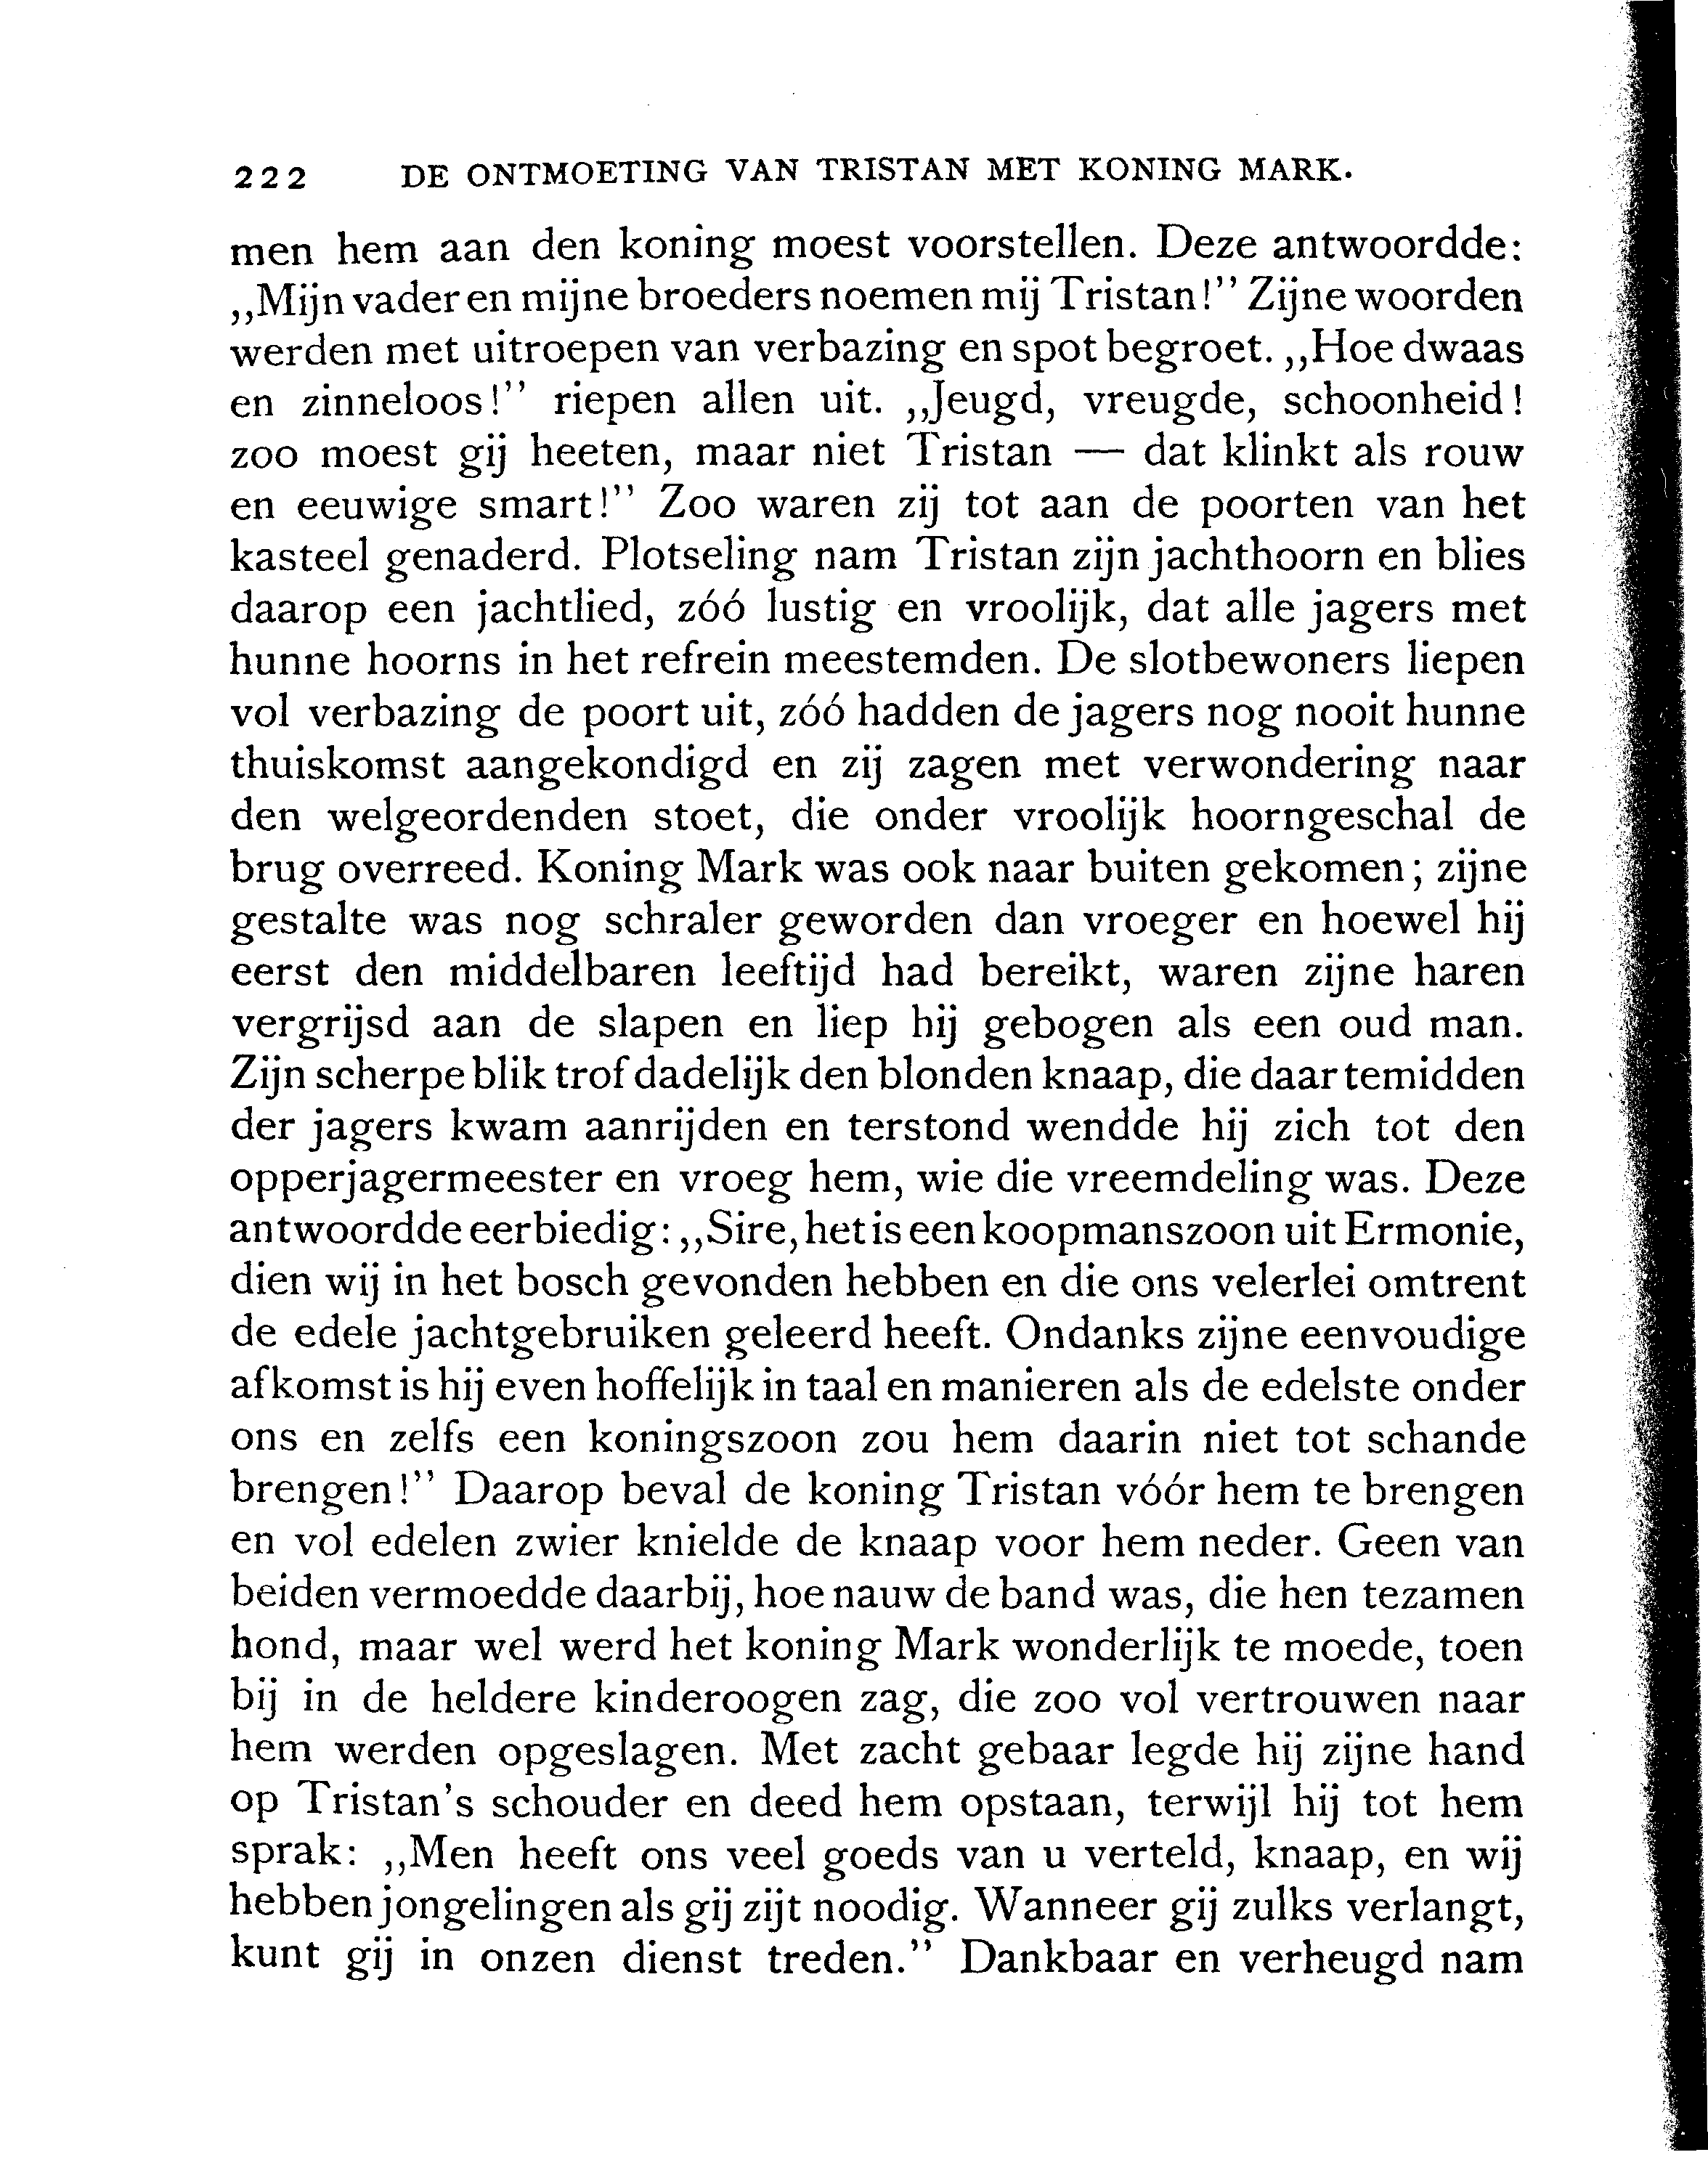 222 DE ONTMOETING VAN TRISTAN MET KONING MARK.
men hem aan den koning moest voorstellen. Deze antwoordde:
,,Mijn vader en mijne broeders noemen mij Tristan!" Zijne woorden
werden met uitroepen van verbazing en spot begroet. ,,Hoe dwaas
en zinneloos!" riepen allen uit. ,,Jeugd, vreugde, schoonheid!
zoo moest gij heeten, maar niet Tristan — dat klinkt als rouw
en eeuwige smart!" Zoo waren zij tot aan de poorten van het
kasteel genaderd. Plotseling nam Tristan zijn jachthoorn en blies
daarop een jachtlied, zóó lustig en vroolijk, dat alle jagers met
hunne hoorns in het refrein meestemden. De slotbewoners liepen
vol verbazing de poort uit, zóó hadden de jagers nog nooit hunne
thuiskomst aangekondigd en zij zagen met verwondering naar
den welgeordenden stoet, die onder vroolijk hoorngeschal de
brug overreed. Koning Mark was ook naar buiten gekomen; zijne
gestalte was nog schraler geworden dan vroeger en hoewel hij
eerst den middelbaren leeftijd had bereikt, waren zijne haren
vergrijsd aan de slapen en liep hij gebogen als een oud man.
Zijn scherpe blik trof dadelijk den blonden knaap, die daar temidden
der jagers kwam aanrijden en terstond wendde hij zich tot den
opperjagermeester en vroeg hem, wie die vreemdeling was. Deze
antwoordde eerbiedig: ,,Sire, het is een koopmanszoon uit Ermonie,
dien wij in het bosch gevonden hebben en die ons velerlei omtrent
de edele jachtgebruiken geleerd heeft. Ondanks zijne eenvoudige
afkomst is hij even hoffelijk in taal en manieren als de edelste onder
ons en zelfs een koningszoon zou hem daarin niet tot schande
brengen!" Daarop beval de koning Tristan vóór hem te brengen
en vol edelen zwier knielde de knaap voor hem neder. Geen van
beiden vermoedde daarbij, hoe nauw de band was, die hen tezamen
hond, maar wel werd het koning Mark wonderlijk te moede, toen
bij in de heldere kinderoogen zag, die zoo vol vertrouwen naar
hem werden opgeslagen. Met zacht gebaar legde hij zijne hand
op Tristan's schouder en deed hem opstaan, terwijl hij tot hem
sprak: ,,Men heeft ons veel goeds van u verteld, knaap, en wij
hebben jongelingen als gij zijt noodig. Wanneer gij zulks verlangt,
kunt gij in onzen dienst treden." Dankbaar en verheugd nam